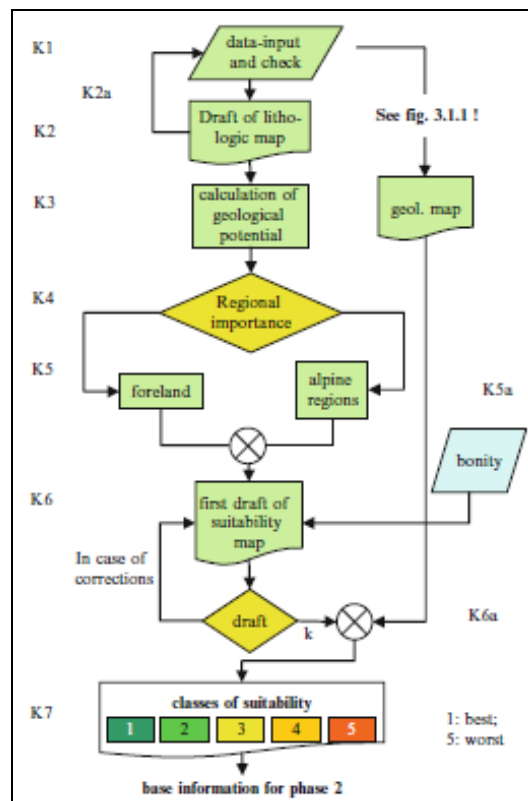 K1
data-input
and check
K2a
See fig. 3.1.1 !
K2
Draft of litho-
logic map
K3
calculation of
geological
potential
geol. map
K4
Regional
importance
K5
foreland
alpine
regions
K5a
bonity
K6
first draft of
suitability
map
In case of
corrections
draft
k
K6a
K7
classes of suitability
1 2 3 4 5
1: best;
5: worst
base information for phase 2